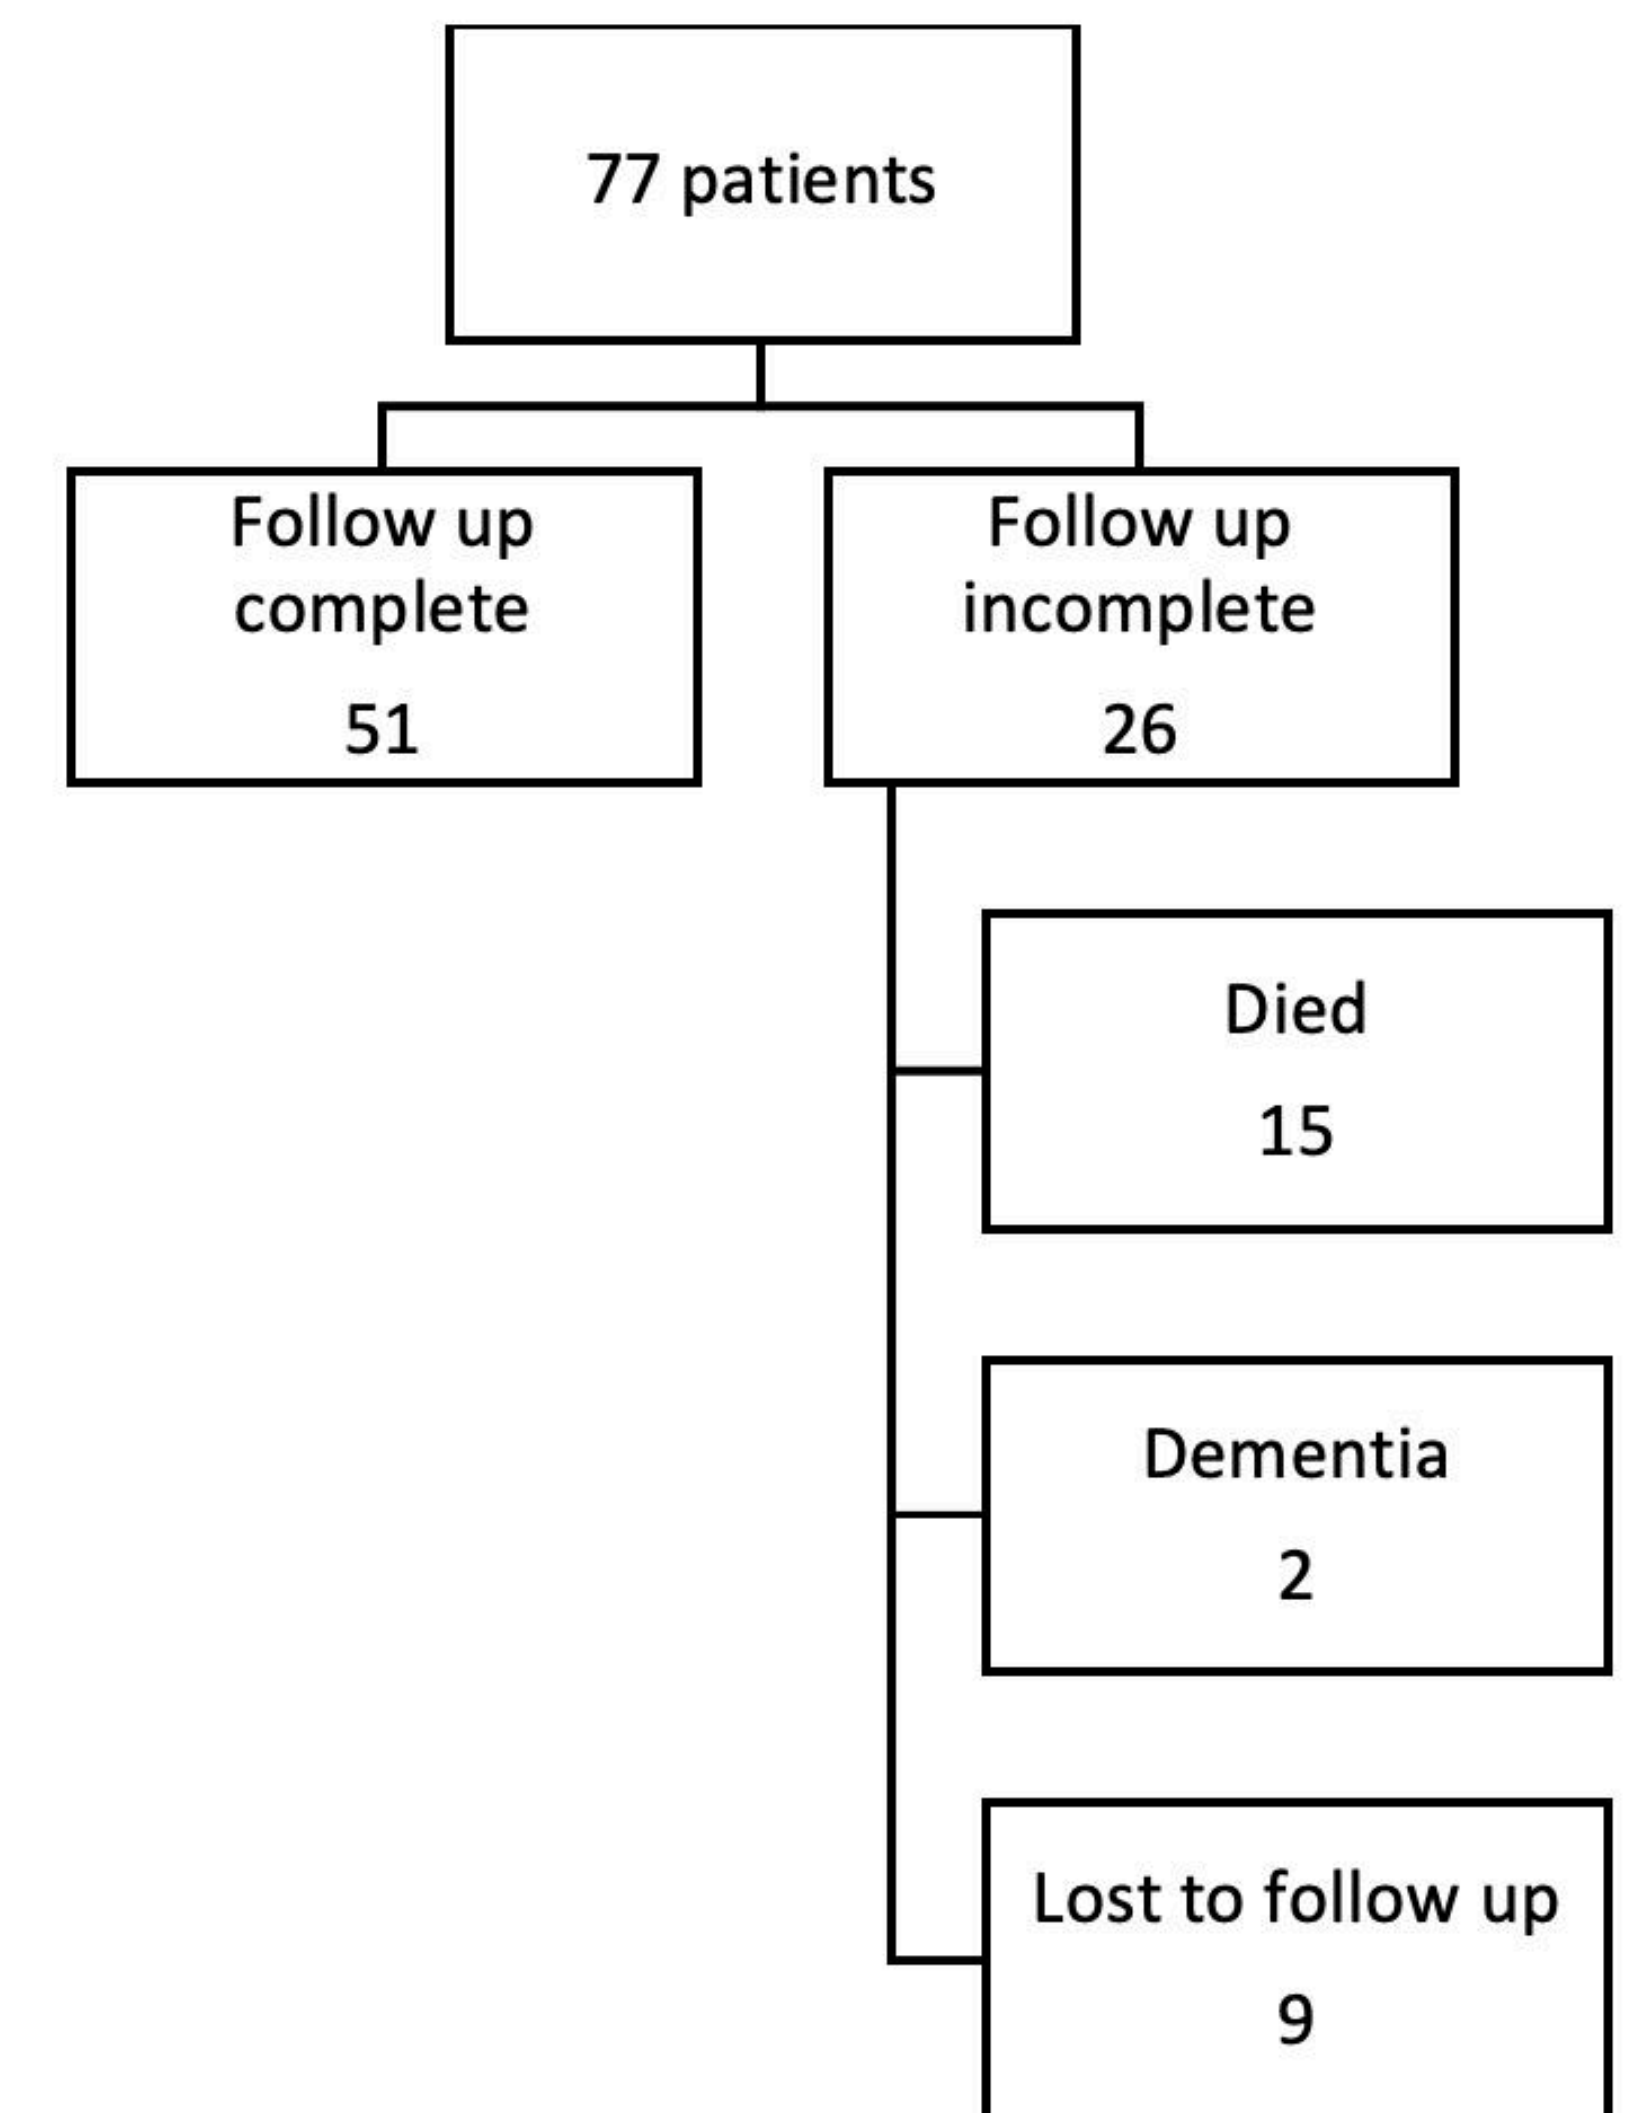 77 patients
Follow up
complete
51
Follow up
incomplete
26
Died
15
Dementia
2
Lost to follow up
9